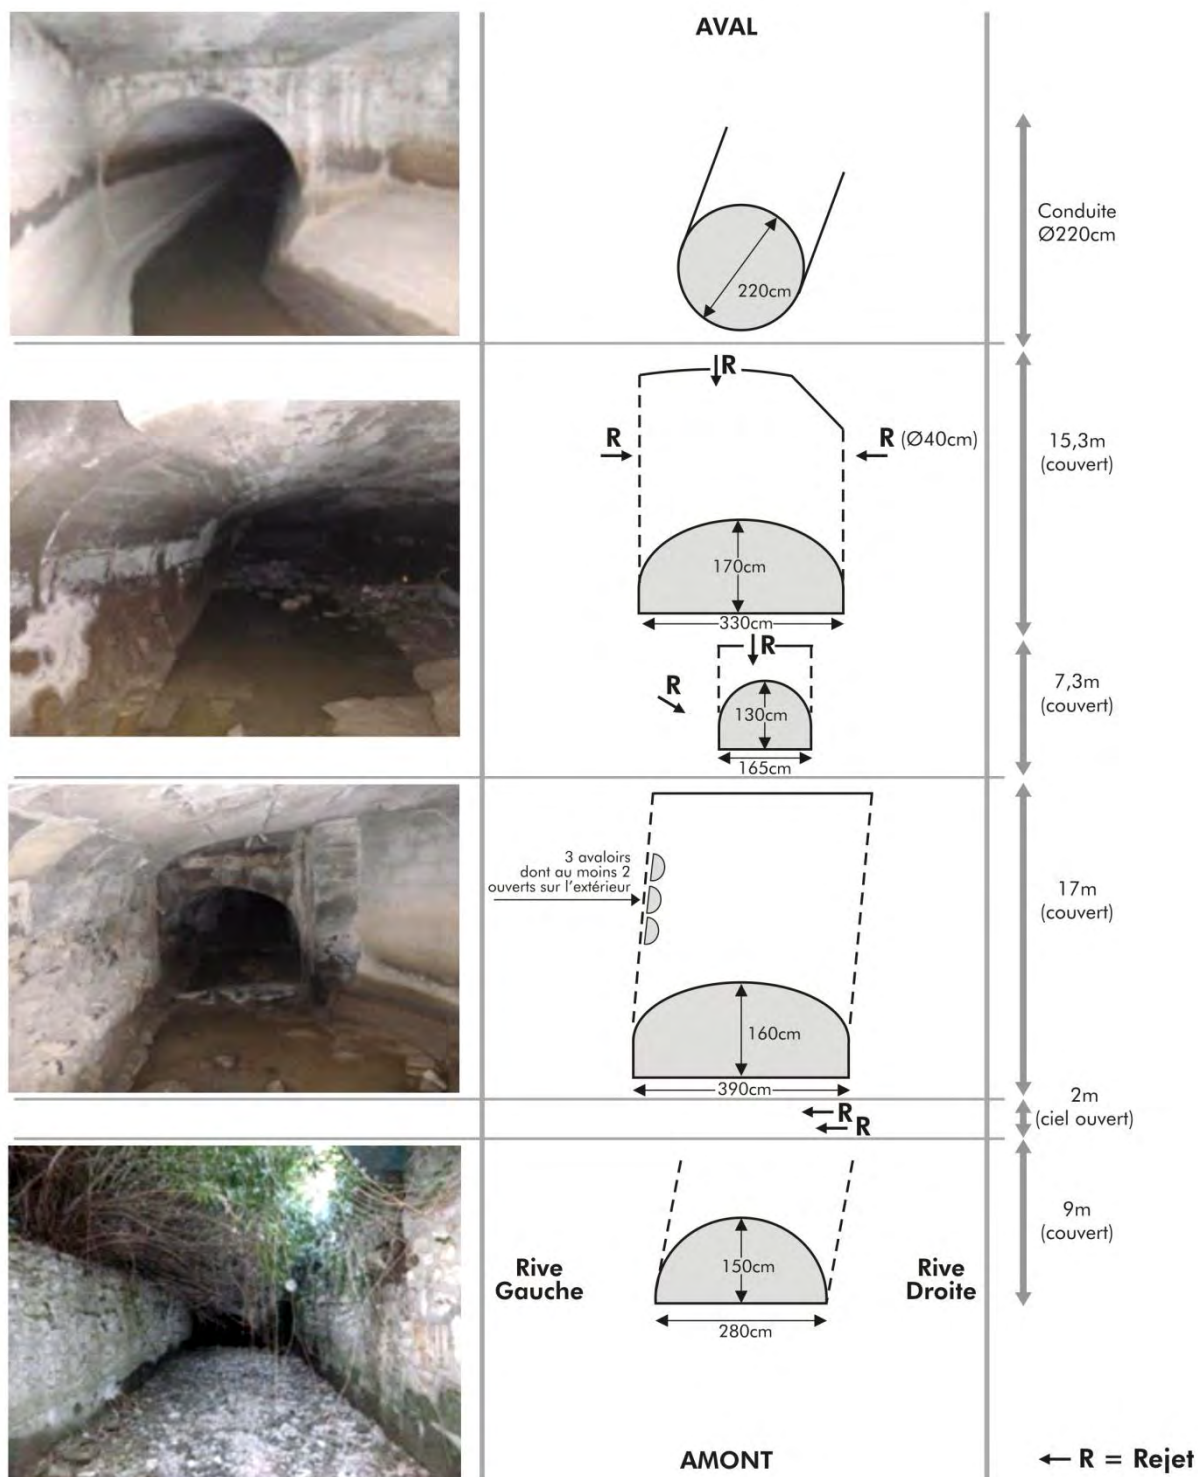 AVAL
Conduite
Ø220cm
220cm
R
R
R (Ø40cm)
15,3m
(couvert)
170cm
330cm
R
R
7,3m
(couvert)
130cm
165cm
3 avaloirs
dont au moins 2
ouverts sur l'extérieur
17m
(couvert)
160cm
390cm
R
R
2m
(ciel ouvert)
9m
(couvert)
150cm
Rive
Gauche
Rive
Droite
280cm
AMONT
R = Rejet